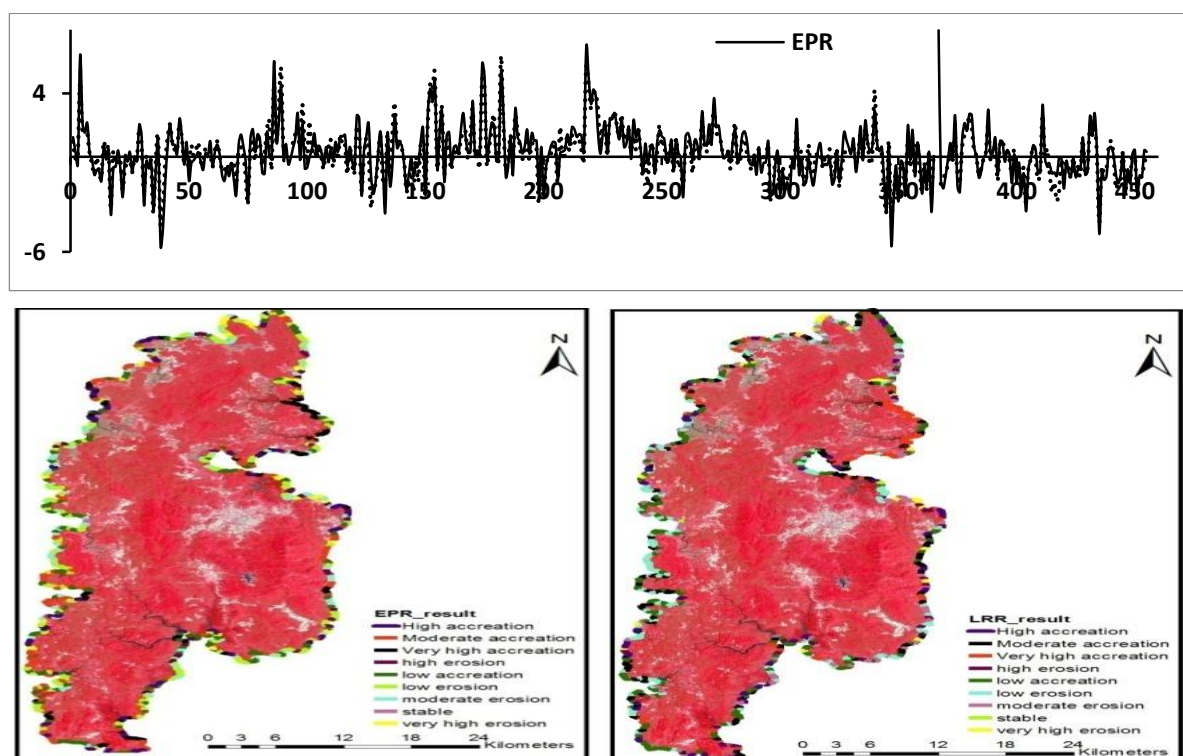 EPR
4
0 50 100 150 200 250 300 350 400 450
-6
N
EPR_result
High accreation
Moderate accreation
Very high accreation
high erosion
low accreation
low erosion
moderate erosion
stable
very high erosion
0 3 6 12 18 24
Kilometers
N
LRR_result
High accreation
Moderate accreation
Very high accreation
high erosion
low accreation
low erosion
moderate erosion
stable
very high erosion
0 3 6 12 18 24
Kilometers